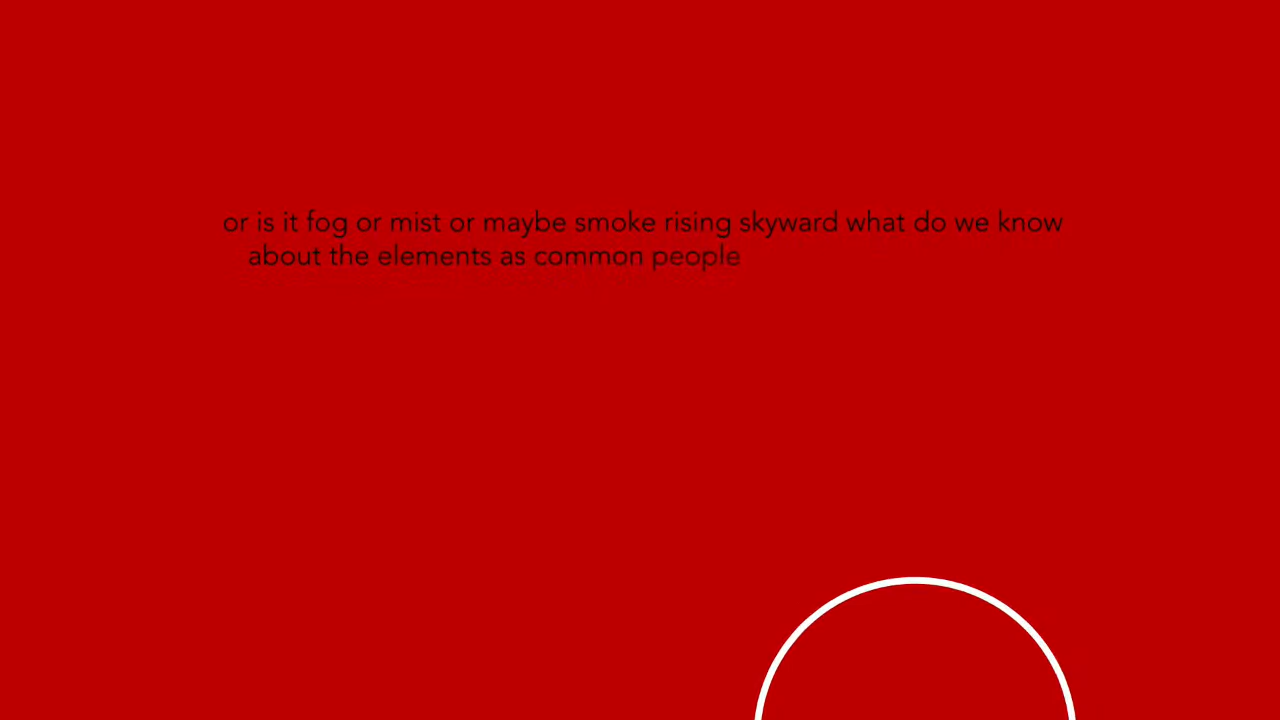 or is it fog or mist or maybe smoke rising skyward what do we know
about the elements as common people